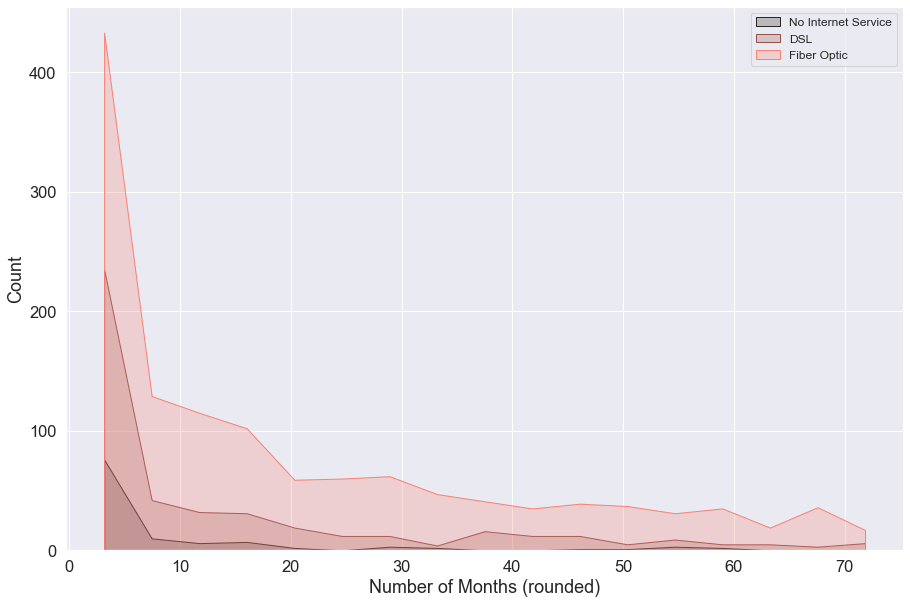 No Internet Service
DSL
Fiber Optic
400
300
200
100
0
Count
0 10 20 30 40 50 60 70
Number of Months (rounded)